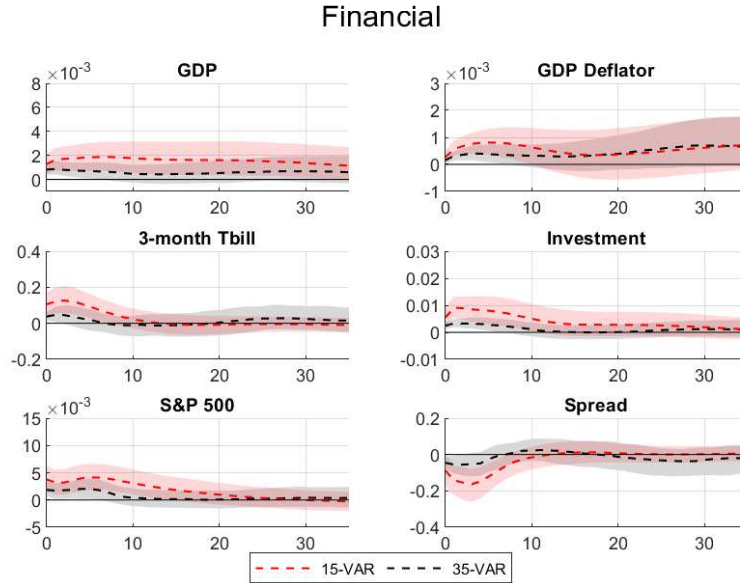 Financial
×10⁻³ GDP
8
6
4
2
0
0 10 20 30
×10⁻³ GDP Deflator
3
2
1
0
-1
0 10 20 30
3-month Tbill
0.4
0.2
0
-0.2
0 10 20 30
Investment
0.03
0.02
0.01
0
-0.01
0 10 20 30
×10⁻³ S&P 500
15
10
5
0
-5
0 10 20 30
Spread
0.2
0
-0.2
-0.4
0 10 20 30
15-VAR 35-VAR